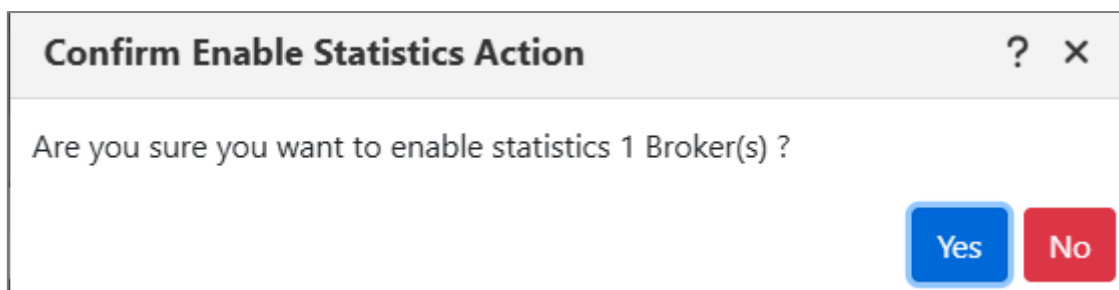 Confirm Enable Statistics Action ? ×
Are you sure you want to enable statistics 1 Broker(s) ?
Yes No